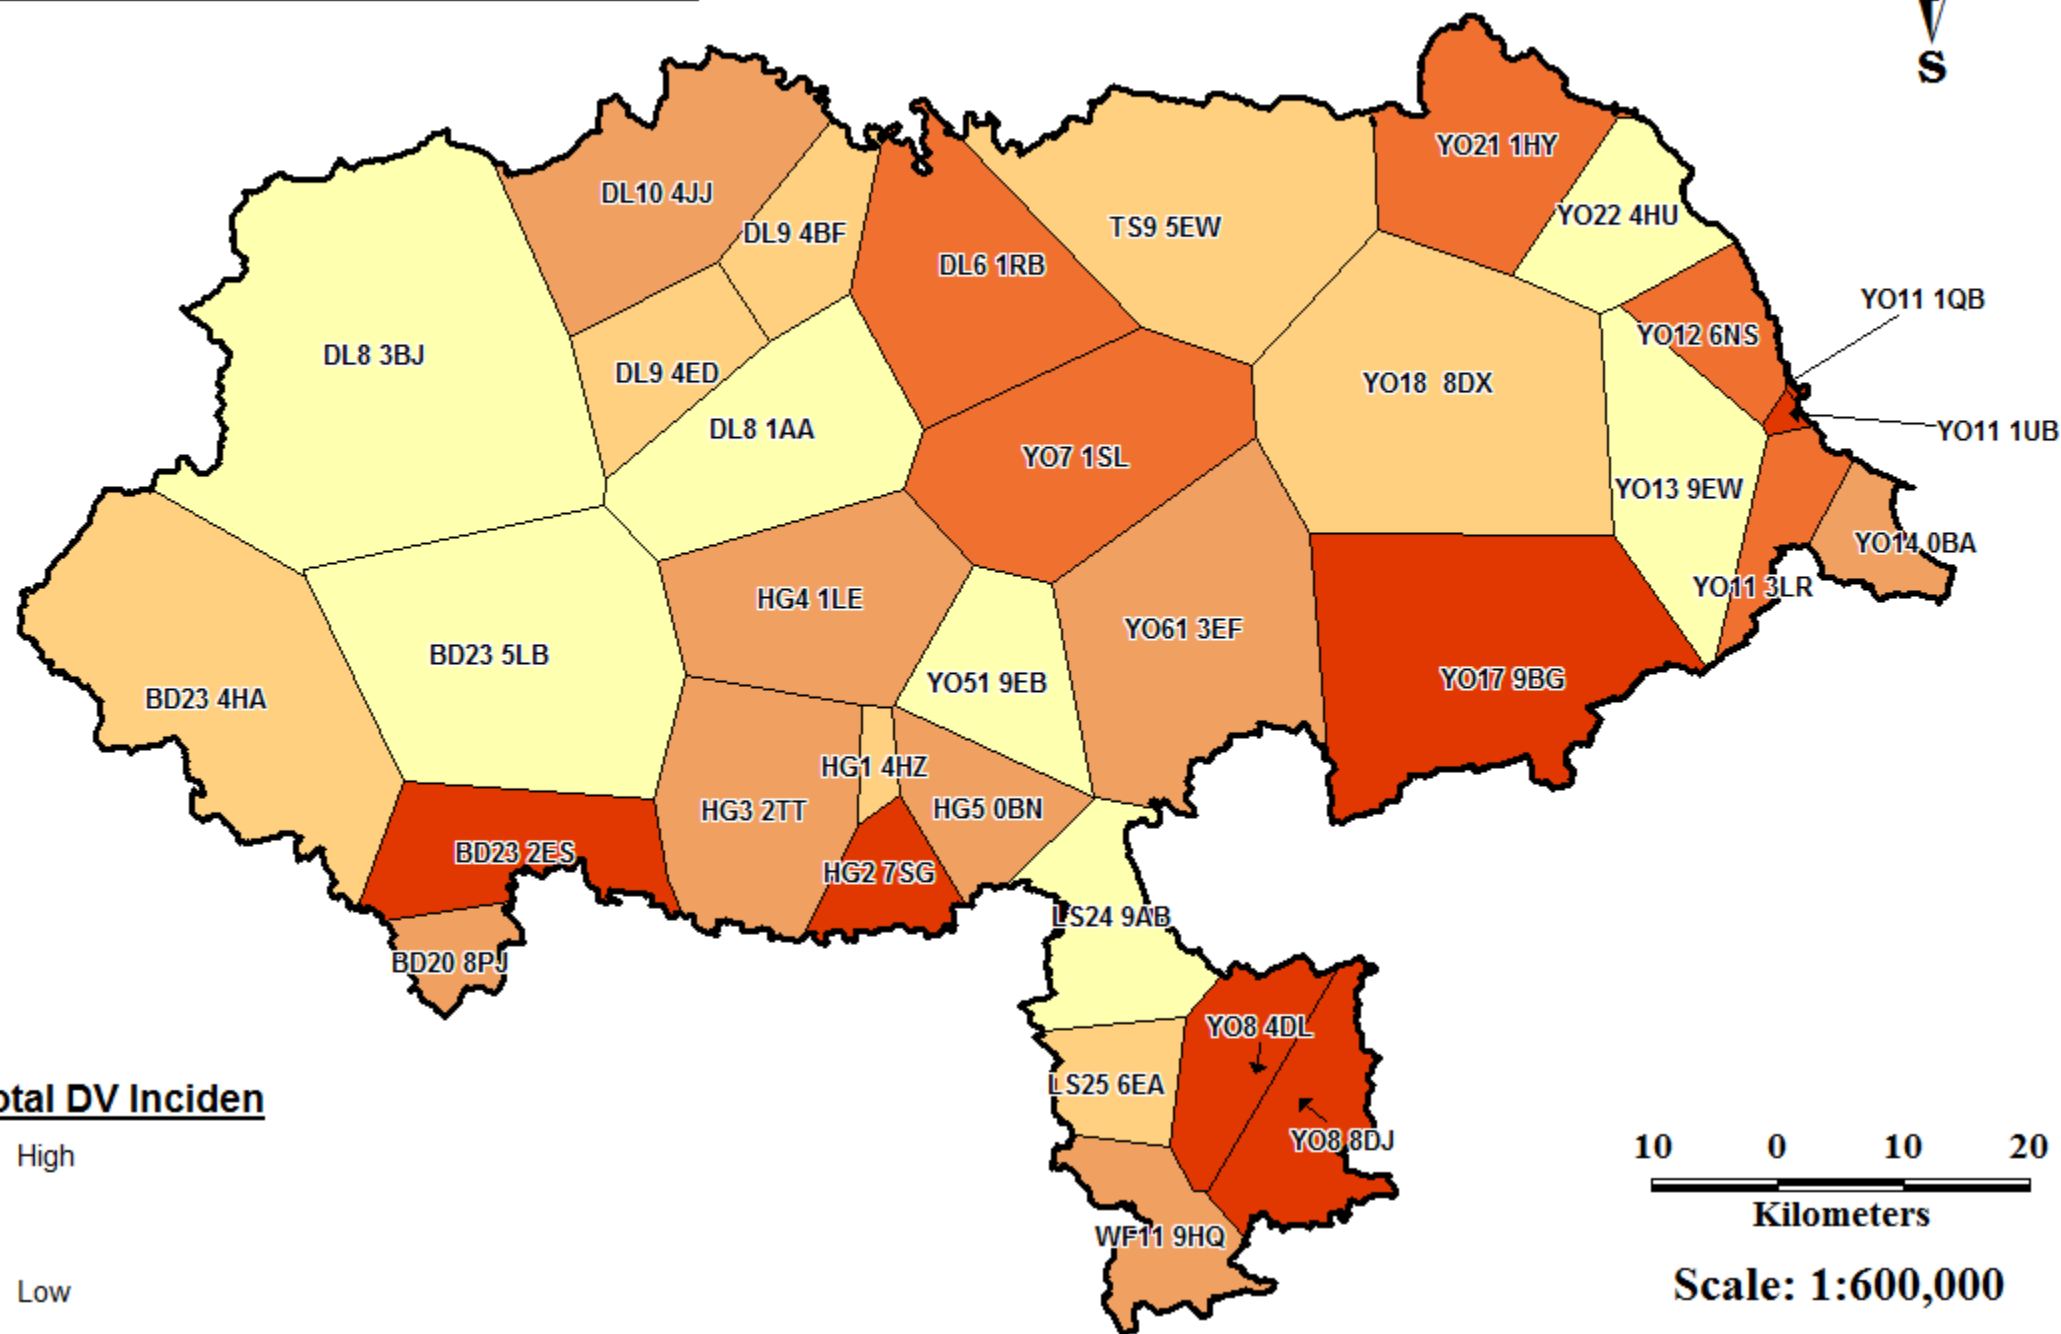 S
YO21 1HY
DL10 4JJ
YO22 4HU
TS9 5EW
DL9 4BF
DL6 1RB
YO11 1QB
YO12 6NS
DL8 3BJ
DL9 4ED
YO18 8DX
DL8 1AA
YO11 1UB
YO7 1SL
YO13 9EW
YO14 0BA
YO11 3LR
HG4 1LE
YO61 3EF
BD23 5LB
YO51 9EB
YO17 9BG
BD23 4HA
HG1 4HZ
HG3 2TT
HG5 0BN
BD23 2ES
HG2 7SG
LS24 9AB
BD20 8PJ
YO8 4DL
LS25 6EA
YO8 8DJ
WF11 9HQ
otal DV Inciden
High
Low
10 0 10 20
Kilometers
Scale: 1:600,000